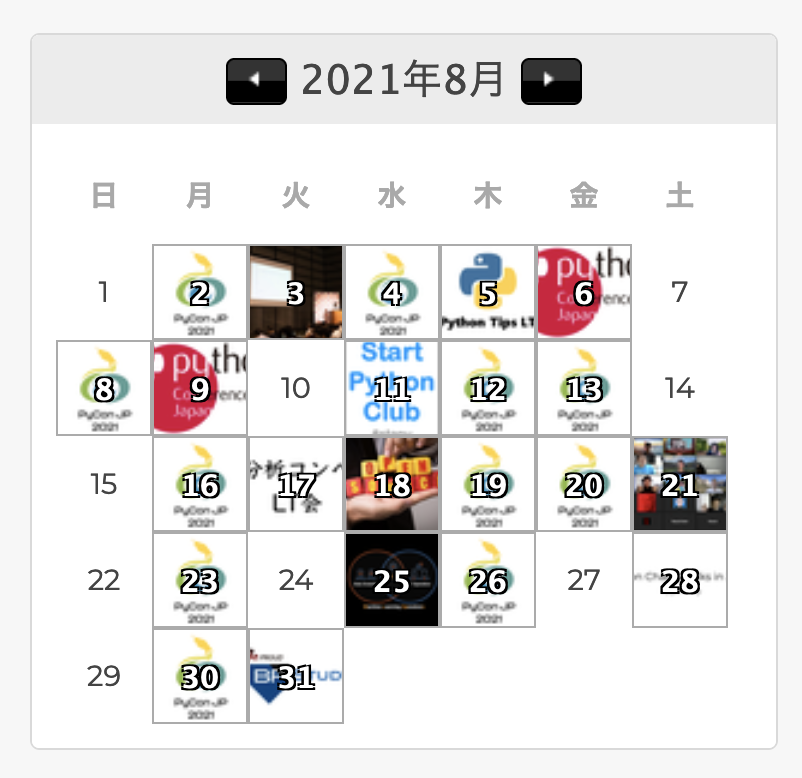 2021年8月
日 月 火 水 木 金 土
1 2 3 4 5 6 7
PyCon JP 2021
PyCon JP 2021
Python Tips LT
pytho
Conference
Japan
8 9 10 11 12 13 14
PyCon JP 2021
pytho
Conference
Japan
Start
Python
Club
PyCon JP 2021
PyCon JP 2021
15 16 17 18 19 20 21
PyCon JP 2021
分析コンペ
LT会
OPEN
PyCon JP 2021
PyCon JP 2021
22 23 24 25 26 27 28
PyCon JP 2021
PyCon JP 2021
29 30 31
PyCon JP 2021